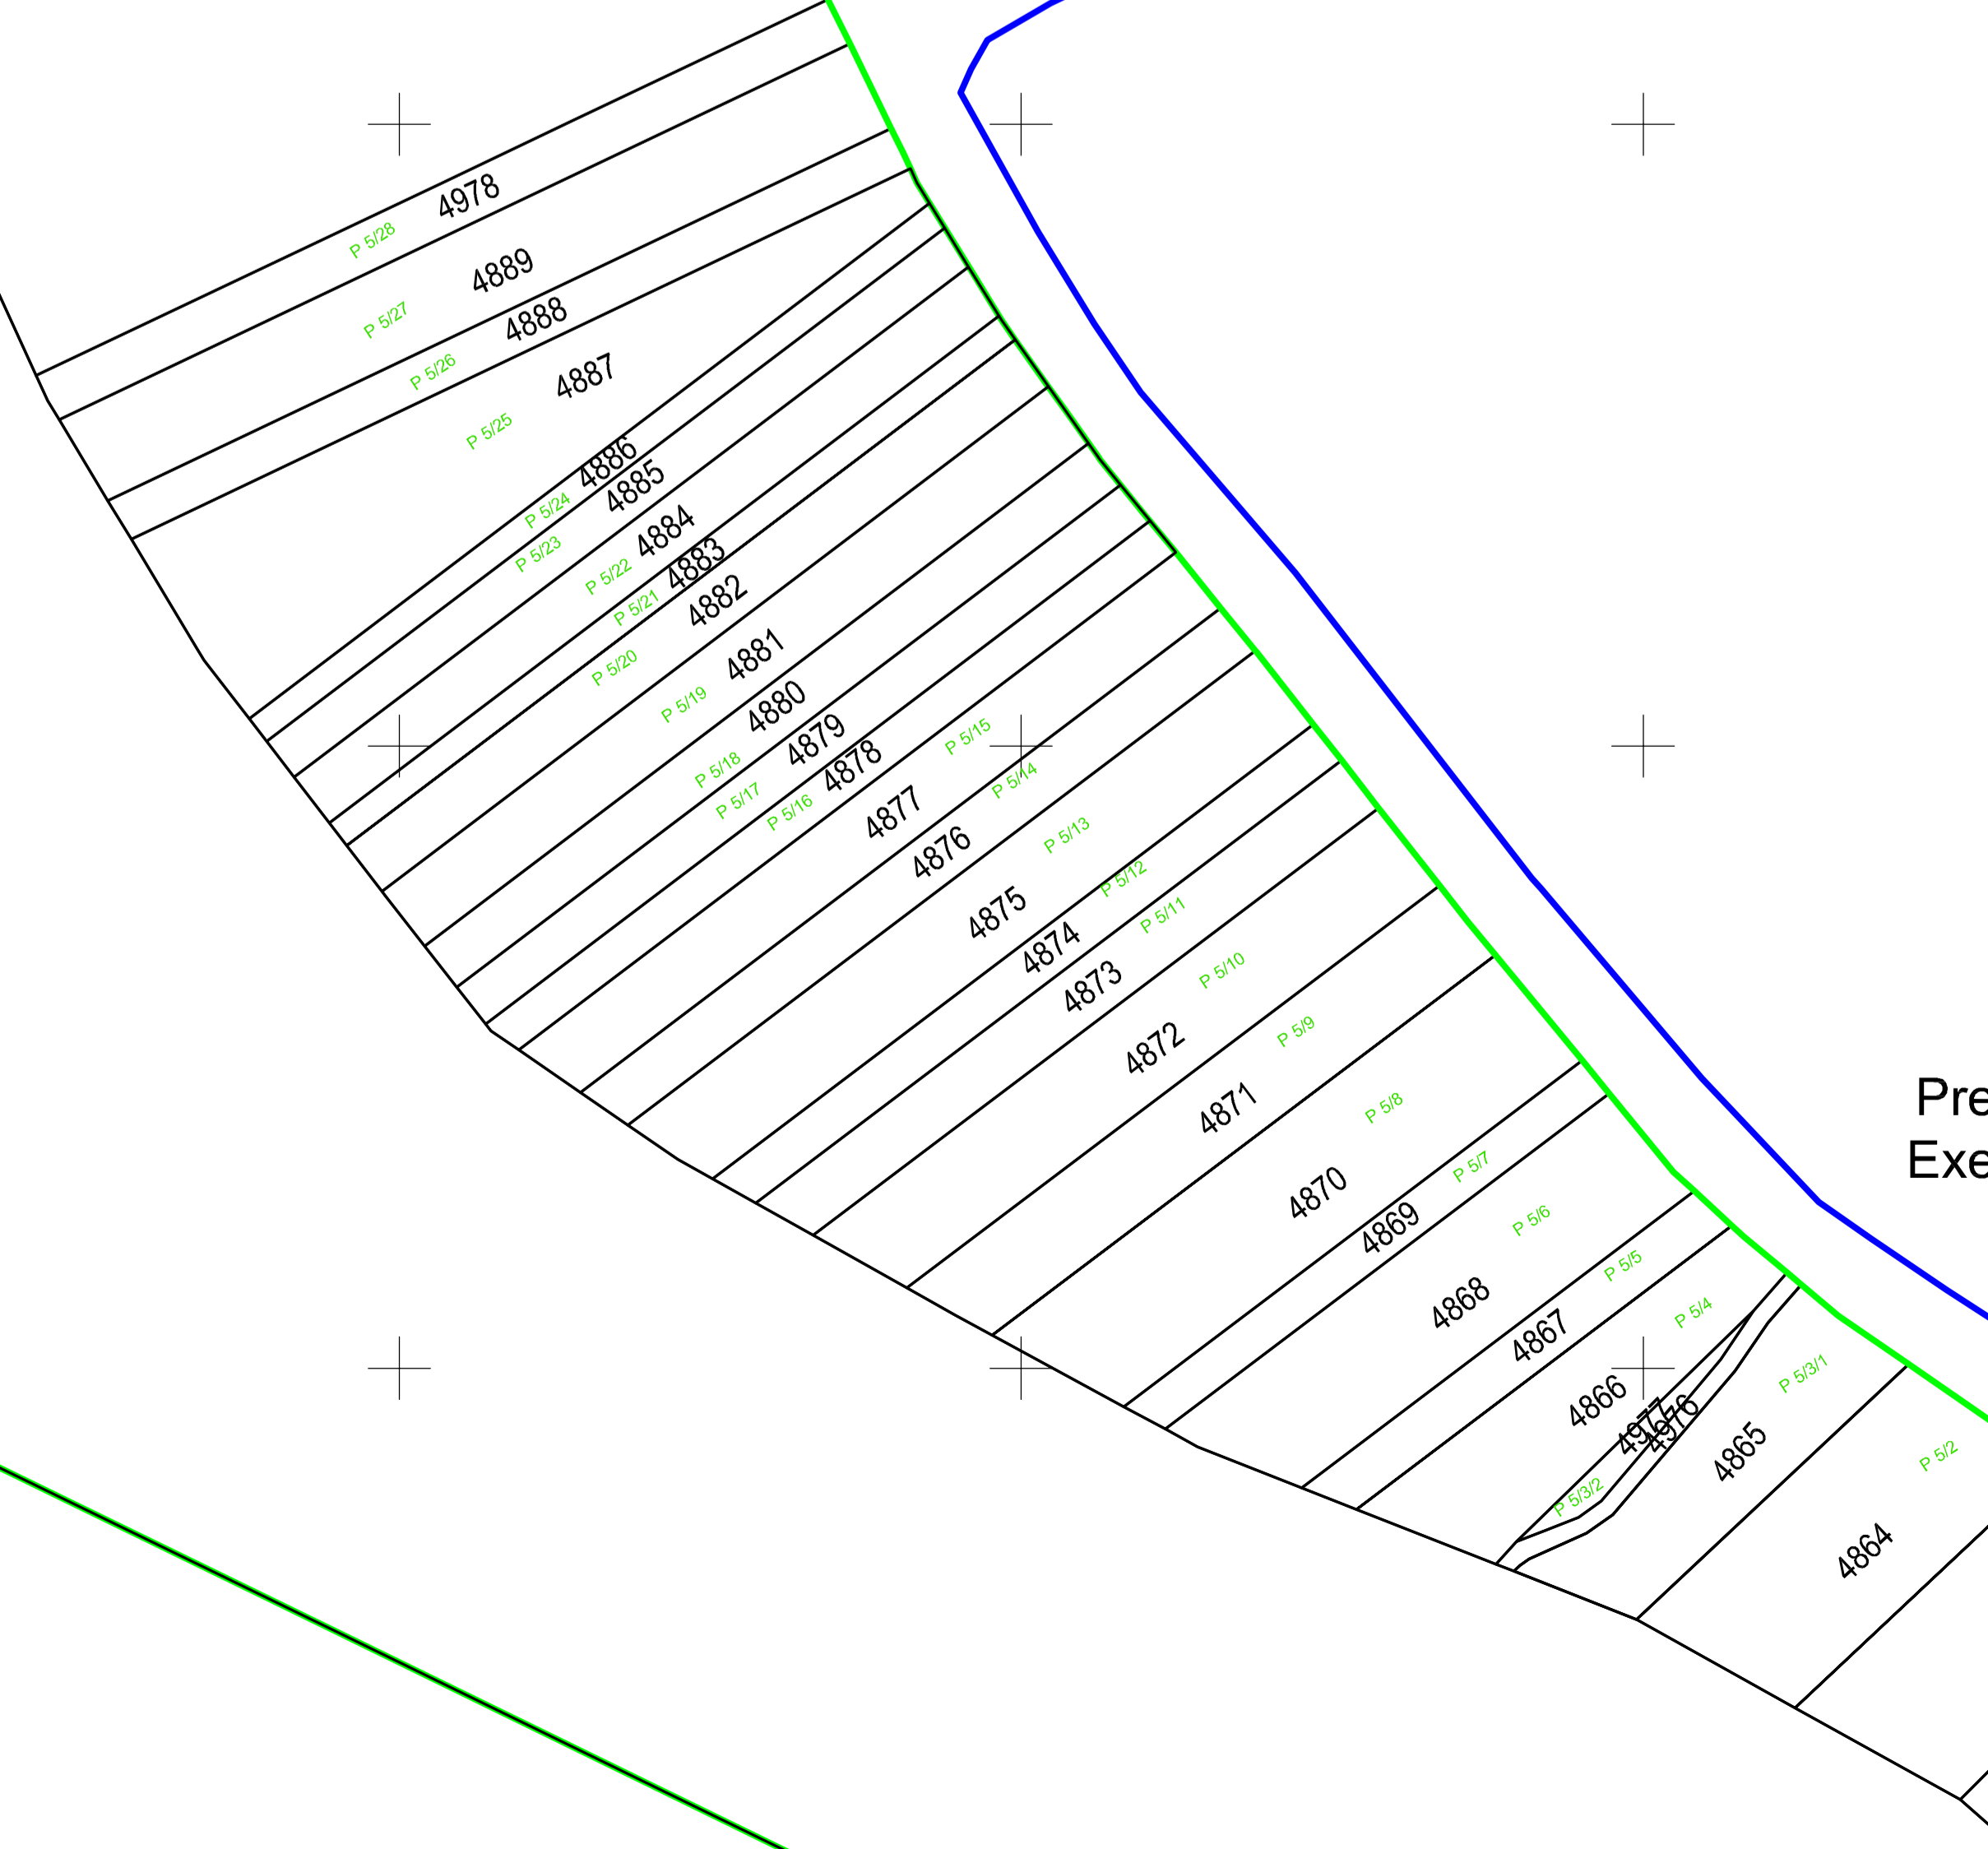 4978
P 5/28
4889
P 5/27
4888
P 5/26
4887
P 5/25
4886
P 5/24
4885
P 5/23
4884
P 5/22
4883
P 5/21
4882
P 5/20
4881
P 5/19
4880
P 5/18
4879
P 5/17
4878
P 5/16
P 5/15
4877
P 5/14
4876
P 5/13
4875
P 5/12
4874
P 5/11
4873
P 5/10
4872
P 5/9
4871
P 5/8
4870
P 5/7
4869
P 5/6
4868
P 5/5
4867
P 5/4
4866
4977
4976
P 5/3/2
P 5/3/1
4865
P 5/2
4864
Pre
Exe